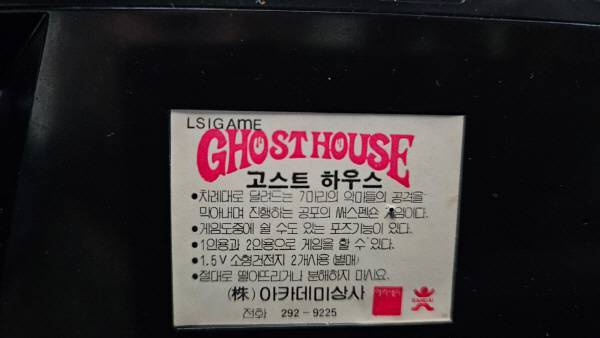 LSIGAME
GHOST HOUSE
고스트 하우스
●차례대로 달려드는 7마리의 악마들의 공격을
막아내며 진행하는 공포의 써스펜숀 게임이다.
●게임도중에 쉴 수도 있는 포즈기능이 있다.
●1인용과 2인용으로 게임을 할 수 있다.
●1.5V 소형건전지 2개사용 (별매)
●절대로 떨어뜨리거나 분해하지 마시요.
(株) 아카데미상사
BANDAI
전화 292-9225